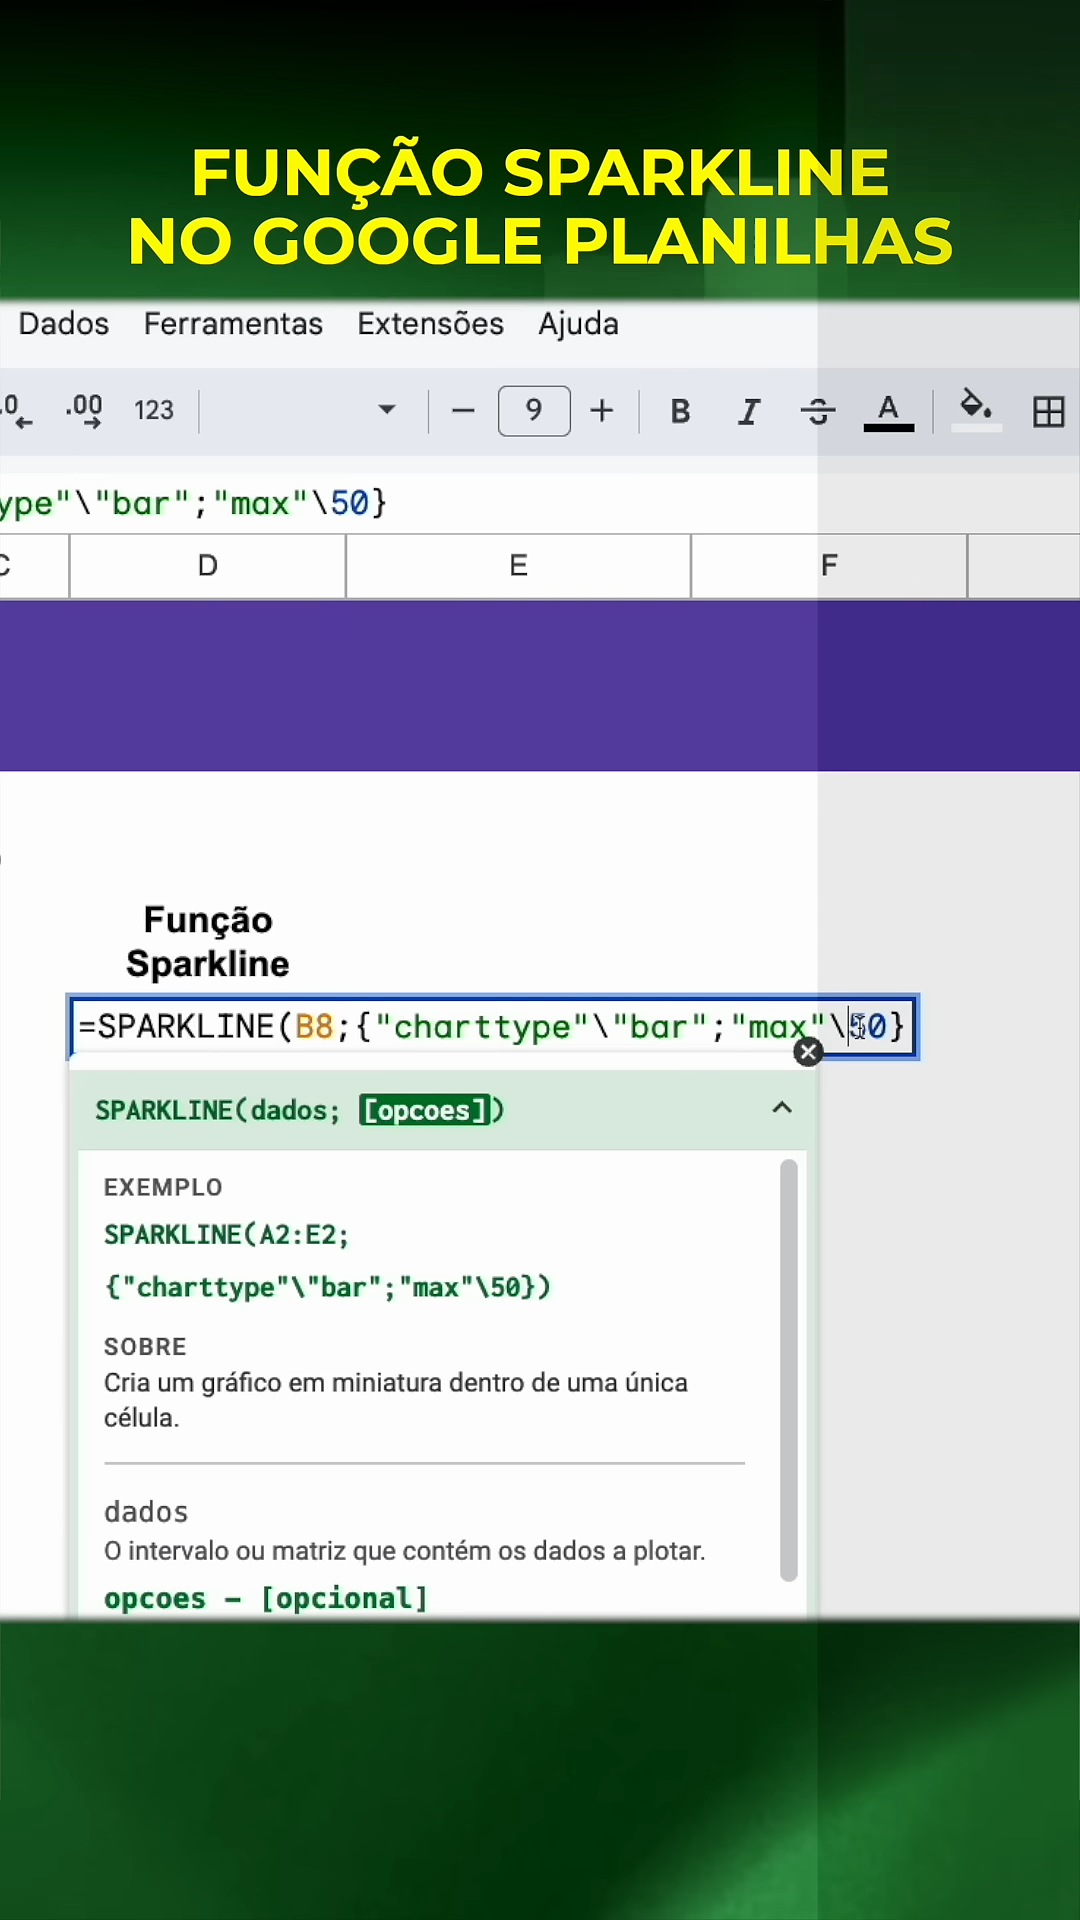 FUNÇÃO SPARKLINE
NO GOOGLE PLANILHAS
Dados Ferramentas Extensões Ajuda
.0 .00 123 9 B I S A
ype"\"bar";"max"\50}
C D E F
Função
Sparkline
=SPARKLINE(B8;{"charttype"\"bar";"max"\50}
SPARKLINE(dados; [opcoes])
EXEMPLO
SPARKLINE(A2:E2;
{"charttype"\"bar";"max"\50})
SOBRE
Cria um gráfico em miniatura dentro de uma única
célula.
dados
O intervalo ou matriz que contém os dados a plotar.
opcoes – [opcional]